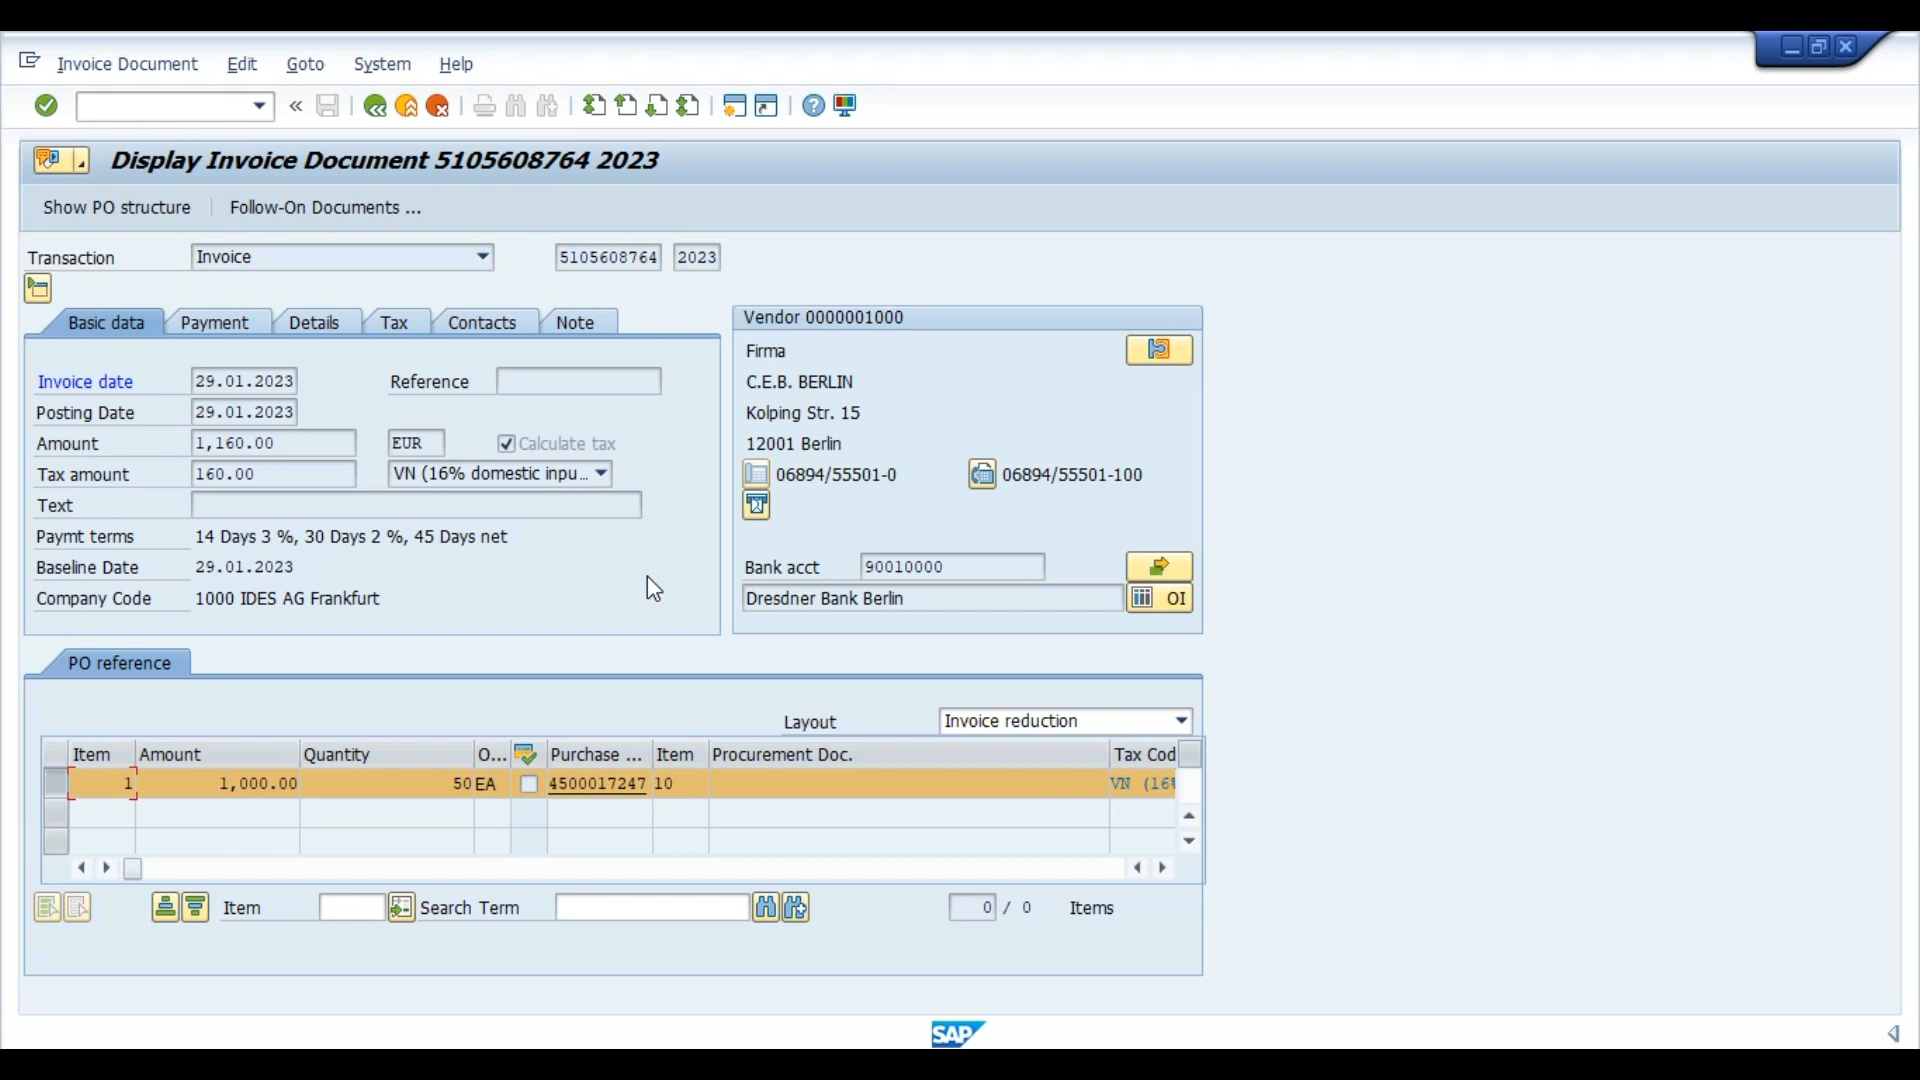 Invoice Document Edit Goto System Help
Display Invoice Document 5105608764 2023
Show PO structure Follow-On Documents ...
Transaction Invoice 5105608764 2023
Basic data Payment Details Tax Contacts Note
Vendor 0000001000
Firma
Invoice date 29.01.2023 Reference C.E.B. BERLIN
Posting Date 29.01.2023 Kolping Str. 15
Amount 1,160.00 EUR Calculate tax 12001 Berlin
Tax amount 160.00 VN (16% domestic inpu... 06894/55501-0 06894/55501-100
Text
Paymt terms 14 Days 3 %, 30 Days 2 %, 45 Days net
Baseline Date 29.01.2023 Bank acct 90010000
Company Code 1000 IDES AG Frankfurt Dresdner Bank Berlin OI
PO reference
Layout Invoice reduction
Item Amount Quantity O... Purchase ... Item Procurement Doc. Tax Cod
1 1,000.00 50 EA 4500017247 10 VN (16%
Item Search Term 0 / 0 Items
SAP